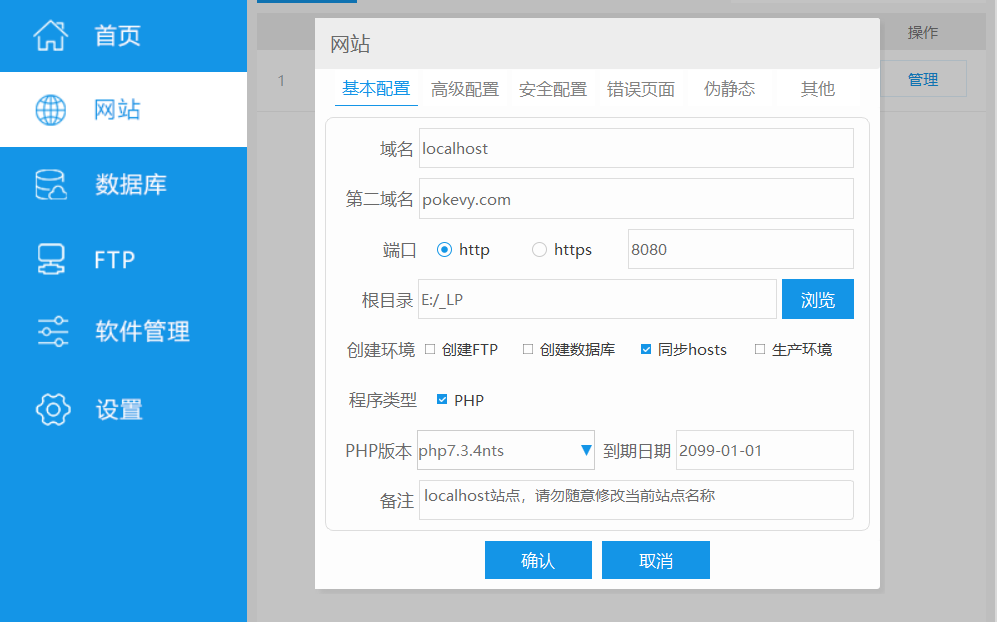 首页
网站
数据库
FTP
软件管理
设置
操作
1
管理
网站
基本配置 高级配置 安全配置 错误页面 伪静态 其他
域名 localhost
第二域名 pokevy.com
端口 http https 8080
根目录 E:/_LP 浏览
创建环境 创建FTP 创建数据库 同步hosts 生产环境
程序类型 PHP
PHP版本 php7.3.4nts 到期日期 2099-01-01
备注 localhost站点，请勿随意修改当前站点名称
确认 取消